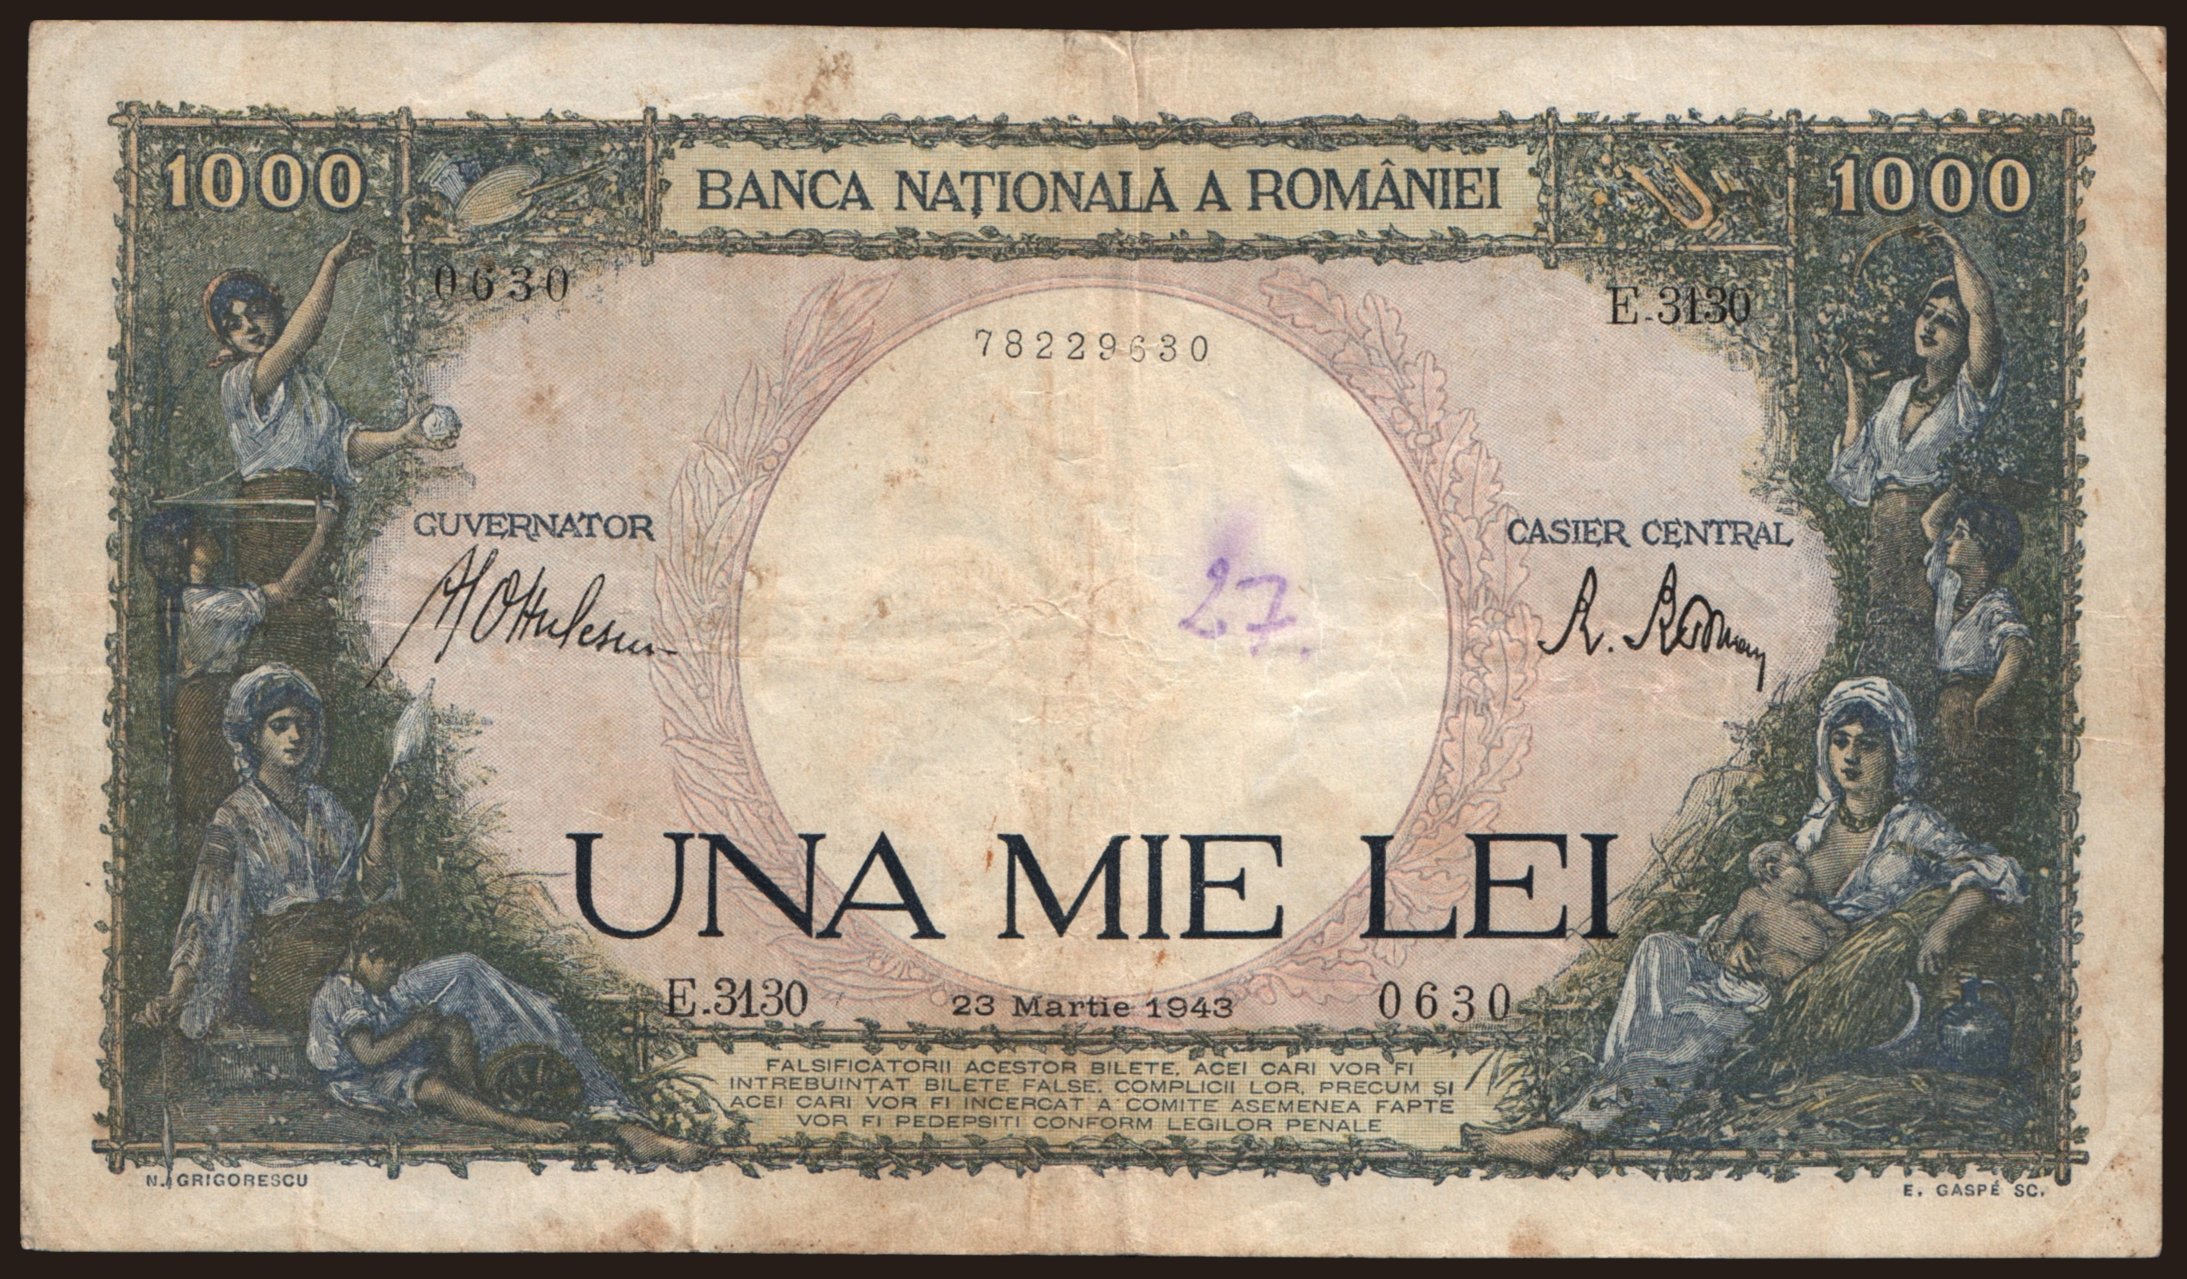 1000
BANCA NAȚIONALĂ A ROMÂNIEI
1000
0630
E.3130
78229630
GUVERNATOR
CASIER CENTRAL
27.
UNA MIE LEI
E.3130
23 Martie 1943
0630
FALSIFICATORII ACESTOR BILETE, ACEI CARI VOR FI
INTREBUINȚAT BILETE FALSE, COMPLICII LOR, PRECUM ȘI
ACEI CARI VOR FI INCERCAT A COMITE ASEMENEA FAPTE
VOR FI PEDEPSITI CONFORM LEGILOR PENALE
N. GRIGORESCU
E. GASPÉ SC.